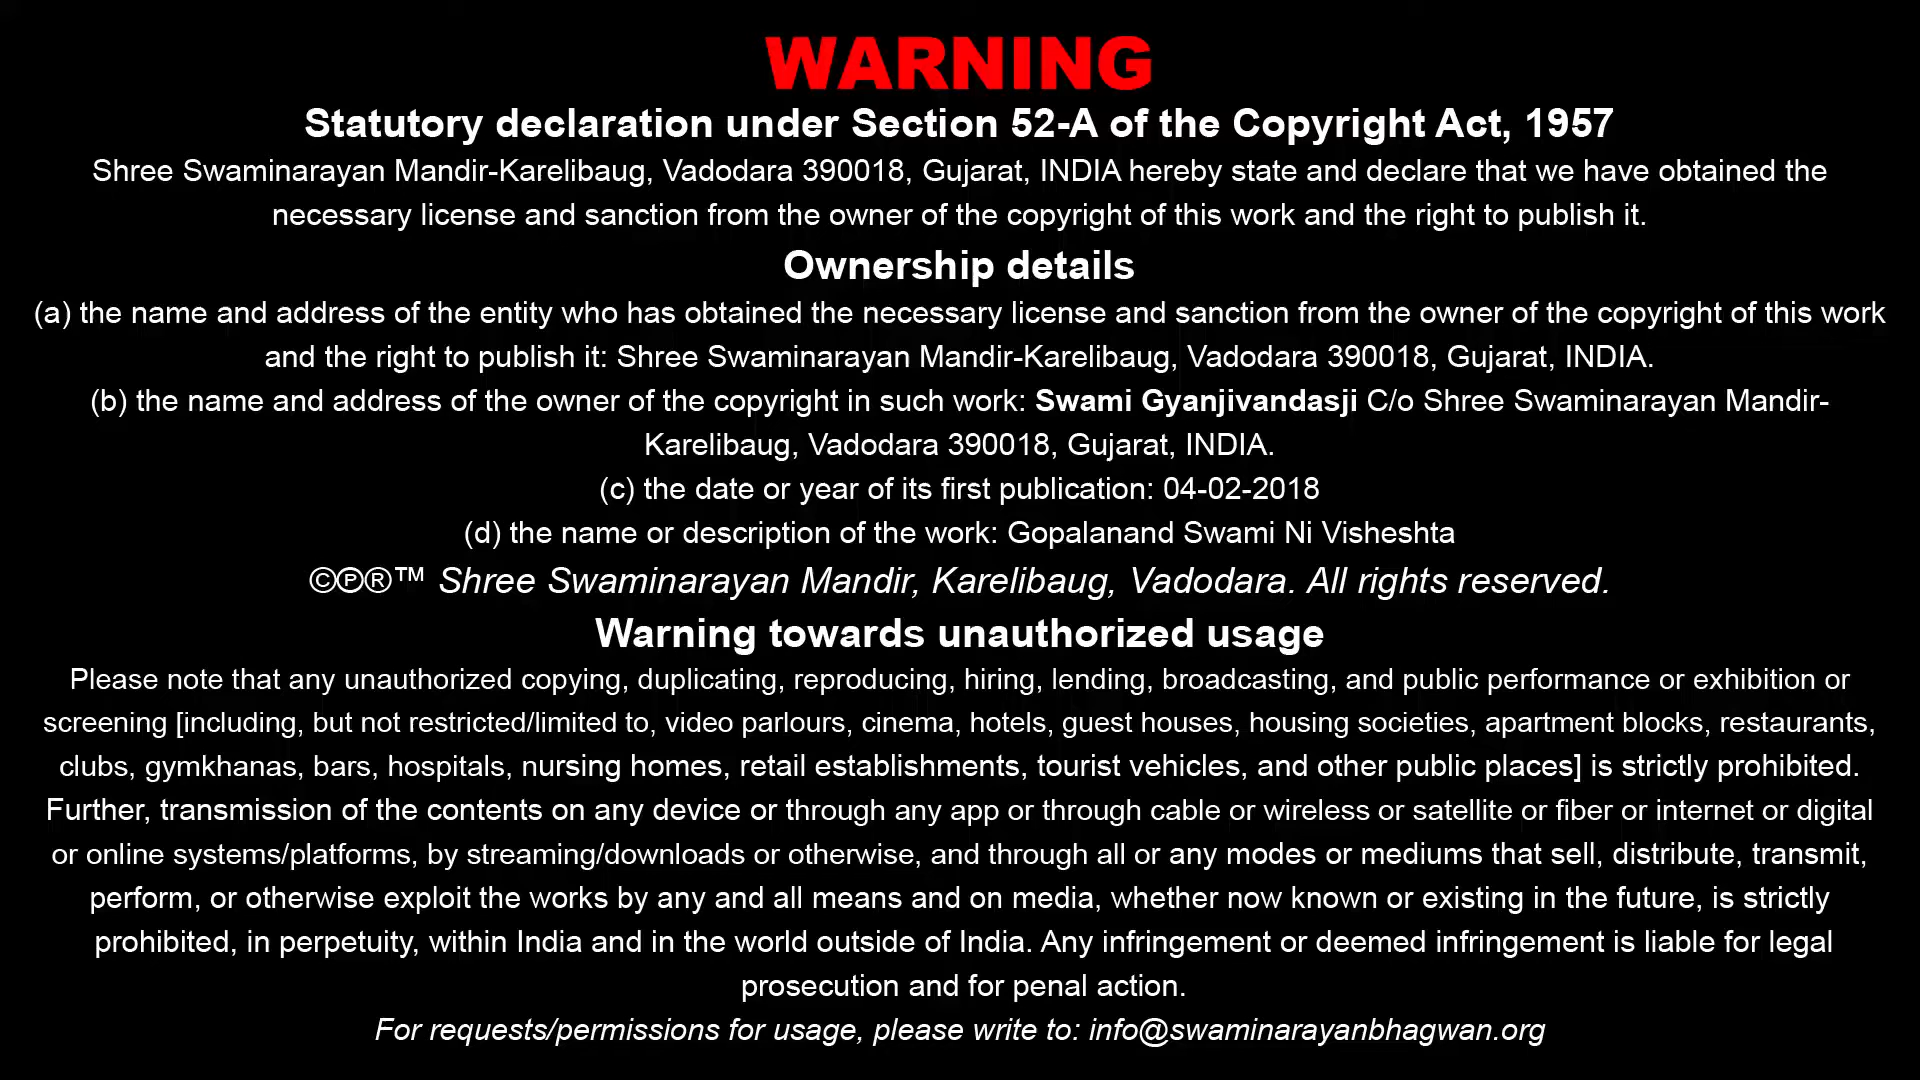 WARNING
Statutory declaration under Section 52-A of the Copyright Act, 1957
Shree Swaminarayan Mandir-Karelibaug, Vadodara 390018, Gujarat, INDIA hereby state and declare that we have obtained the
necessary license and sanction from the owner of the copyright of this work and the right to publish it.
Ownership details
(a) the name and address of the entity who has obtained the necessary license and sanction from the owner of the copyright of this work
and the right to publish it: Shree Swaminarayan Mandir-Karelibaug, Vadodara 390018, Gujarat, INDIA.
(b) the name and address of the owner of the copyright in such work: Swami Gyanjivandasji C/o Shree Swaminarayan Mandir-
Karelibaug, Vadodara 390018, Gujarat, INDIA.
(c) the date or year of its first publication: 04-02-2018
(d) the name or description of the work: Gopalanand Swami Ni Visheshta
©℗®™ Shree Swaminarayan Mandir, Karelibaug, Vadodara. All rights reserved.
Warning towards unauthorized usage
Please note that any unauthorized copying, duplicating, reproducing, hiring, lending, broadcasting, and public performance or exhibition or
screening [including, but not restricted/limited to, video parlours, cinema, hotels, guest houses, housing societies, apartment blocks, restaurants,
clubs, gymkhanas, bars, hospitals, nursing homes, retail establishments, tourist vehicles, and other public places] is strictly prohibited.
Further, transmission of the contents on any device or through any app or through cable or wireless or satellite or fiber or internet or digital
or online systems/platforms, by streaming/downloads or otherwise, and through all or any modes or mediums that sell, distribute, transmit,
perform, or otherwise exploit the works by any and all means and on media, whether now known or existing in the future, is strictly
prohibited, in perpetuity, within India and in the world outside of India. Any infringement or deemed infringement is liable for legal
prosecution and for penal action.
For requests/permissions for usage, please write to: info@swaminarayanbhagwan.org